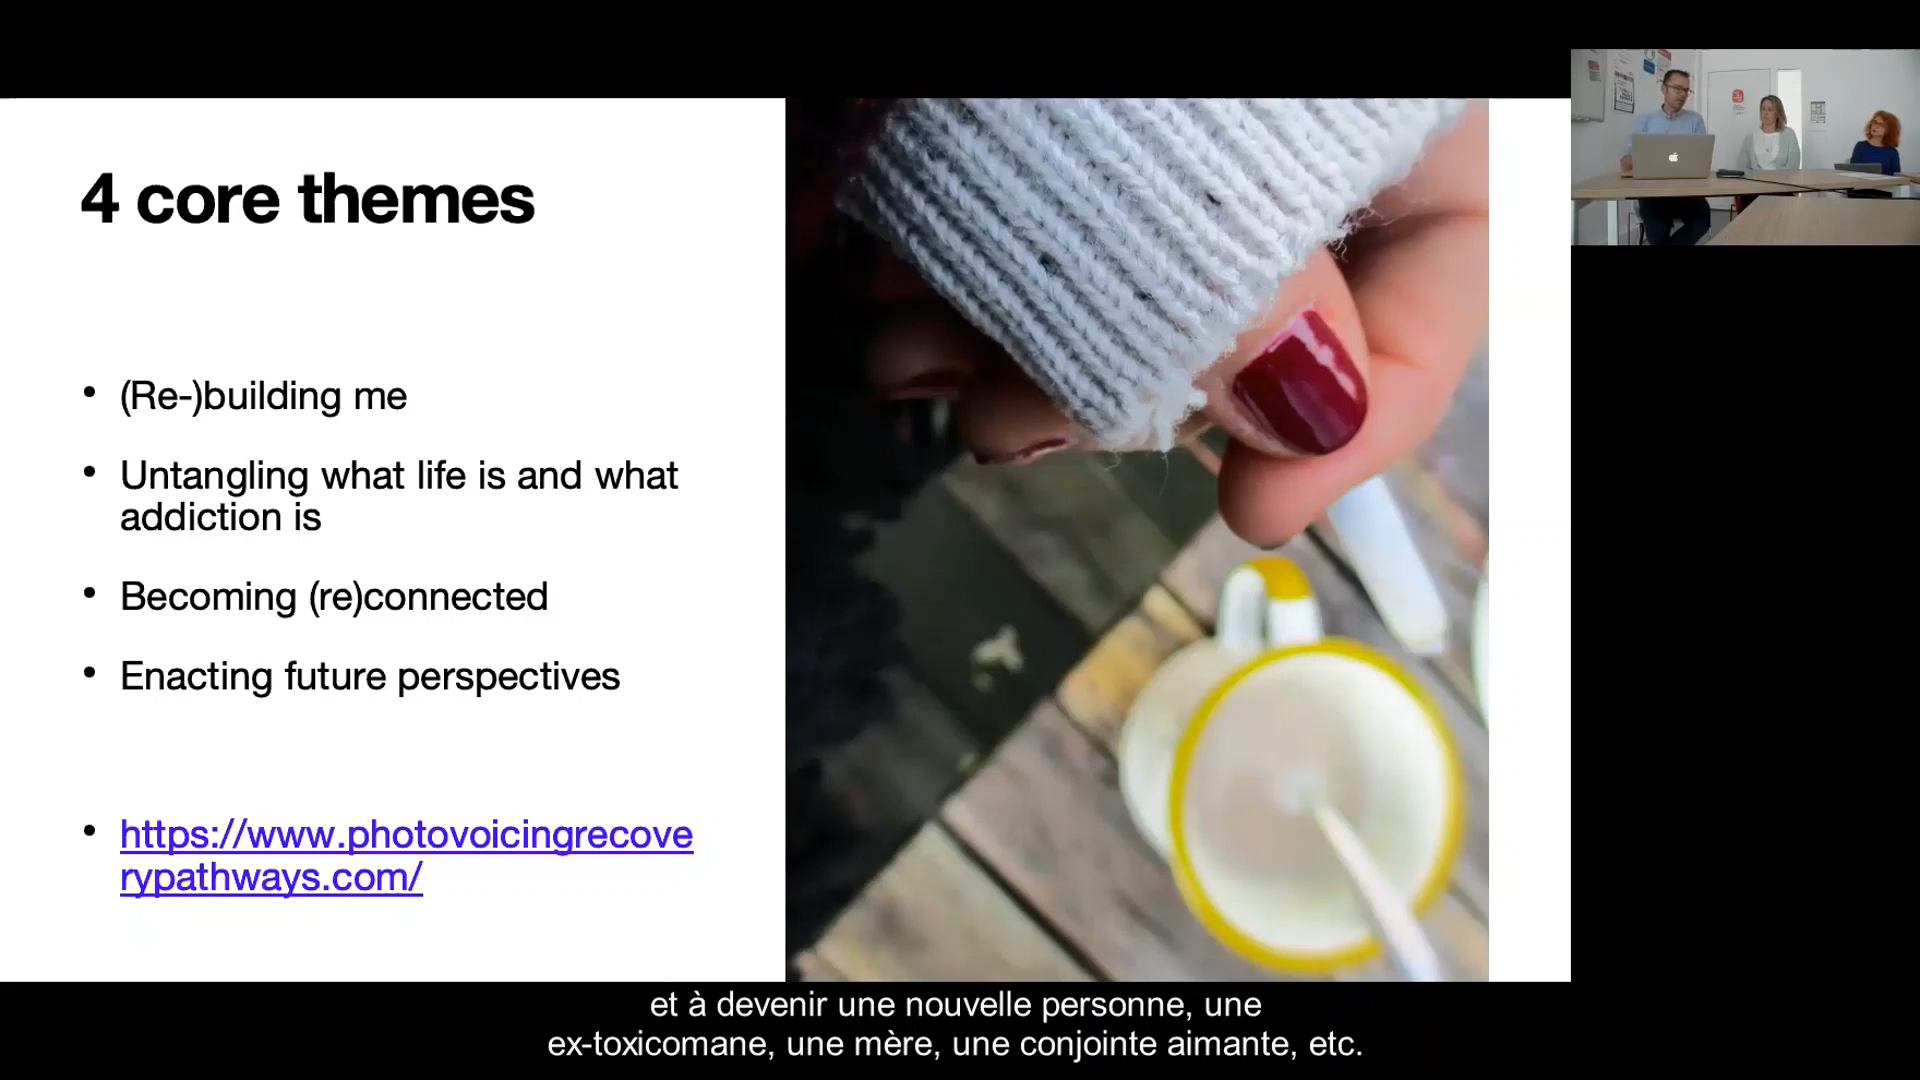 4 core themes
• (Re-)building me
• Untangling what life is and what
addiction is
• Becoming (re)connected
• Enacting future perspectives
• https://www.photovoicingrecove
rypathways.com/
et à devenir une nouvelle personne, une
ex-toxicomane, une mère, une conjointe aimante, etc.